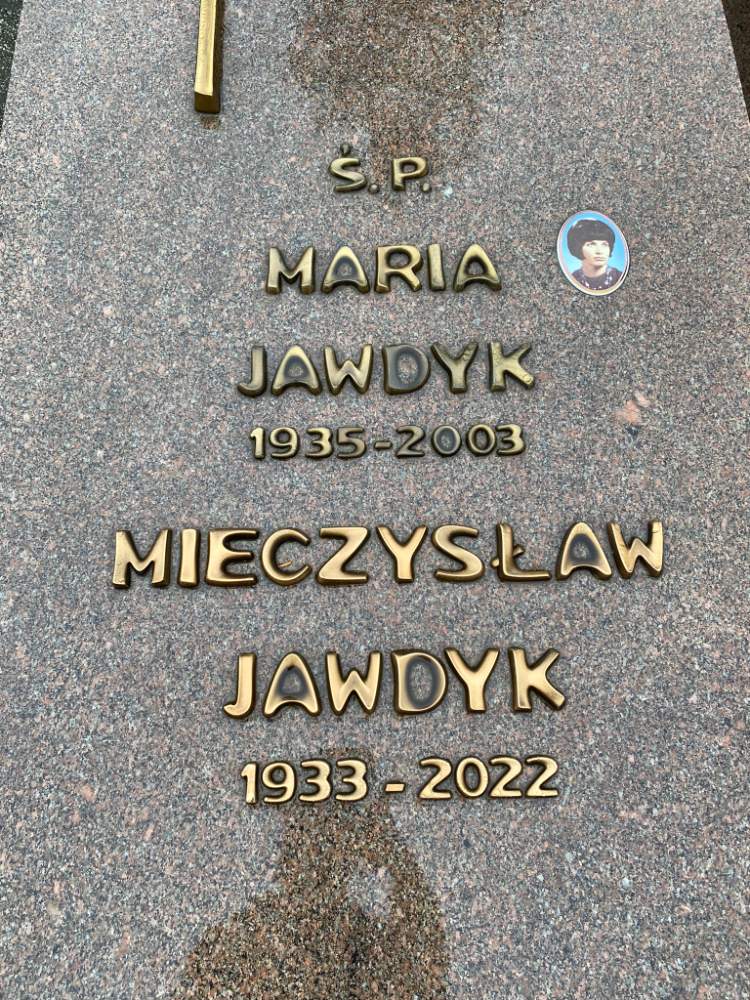 Ś.P.
MARIA
JAWDYK
1935-2003
MIECZYSŁAW
JAWDYK
1933-2022